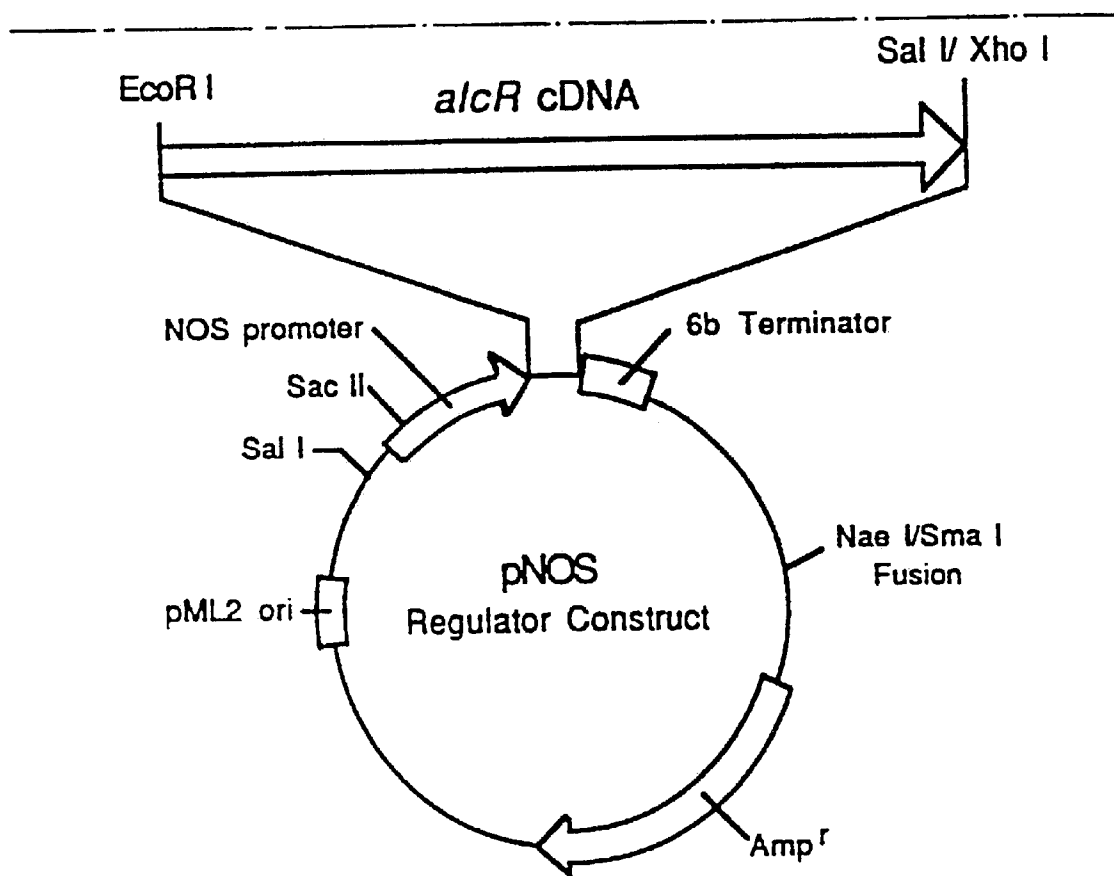 EcoR I
alcR cDNA
Sal I/ Xho I
NOS promoter
6b Terminator
Sac II
Sal I
Nae I/Sma I
Fusion
pNOS
Regulator Construct
pML2 ori
Amp r